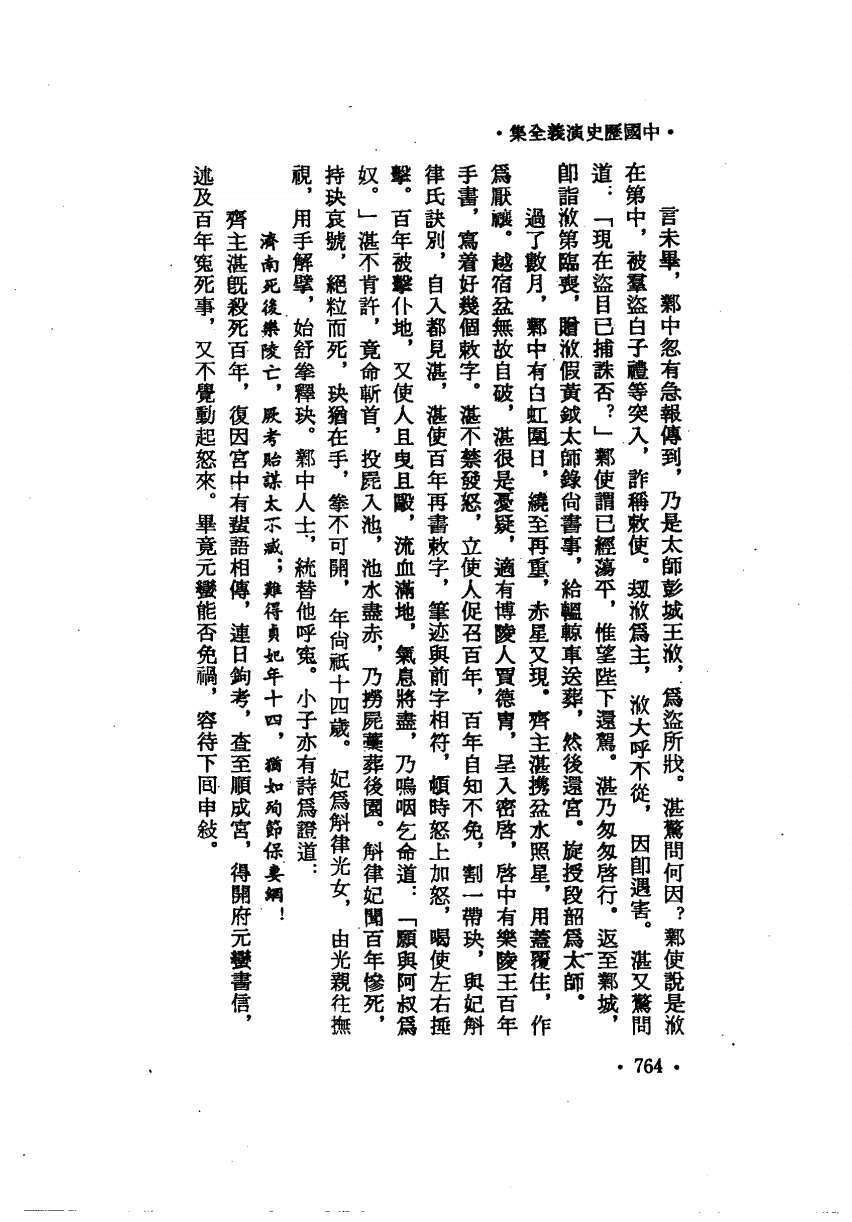 •中國歷史演義全集•
言未畢，鄴中忽有急報傳到，乃是太師彭城王浟，爲盜所戕。湛驚問何因？鄴使說是浟
在第中，被羣盜白子禮等突入，詐稱敕使。刼浟爲主，浟大呼不從，因卽遇害。湛又驚問
道：「現在盜目已捕誅否？」鄴使謂已經蕩平，惟望陛下還駕。湛乃匆匆啓行。返至鄴城，
卽詣浟第臨喪，贈浟假黃鉞太師錄尙書事，給轀輬車送葬，然後還宮。旋授段韶爲太師。
過了數月，鄴中有白虹圍日，繞至再重，赤星又現。齊主湛携盆水照星，用蓋覆住，作
爲厭禳。越宿盆無故自破，湛很是憂疑，適有博陵人賈德冑，呈入密啓，啓中有樂陵王百年
手書，寫着好幾個敕字。湛不禁發怒，立使人促召百年，百年自知不免，割一帶玦，與妃斛
律氏訣別，自入都見湛，湛使百年再書敕字，筆迹與前字相符，頓時怒上加怒，喝使左右捶
擊。百年被擊仆地，又使人且曳且毆，流血滿地，氣息將盡，乃嗚咽乞命道：「願與阿叔爲
奴。」湛不肯許，竟命斬首，投屍入池，池水盡赤，乃撈屍藁葬後園。斛律妃聞百年慘死，
持玦哀號，絕粒而死，玦猶在手，拳不可開，年尙祇十四歲。妃爲斛律光女，由光親往撫
視，用手解擘，始舒拳釋玦。鄴中人士，統替他呼寃。小子亦有詩爲證道：
濟南死後樂陵亡，厥考貽謀太不臧；難得貞妃年十四，猶如殉節保妻綱！
齊主湛旣殺死百年，復因宮中有蜚語相傳，連日鉤考，查至順成宮，得開府元蠻書信，
述及百年寃死事，又不覺動起怒來。畢竟元蠻能否免禍，容待下囘申敍。
•764•